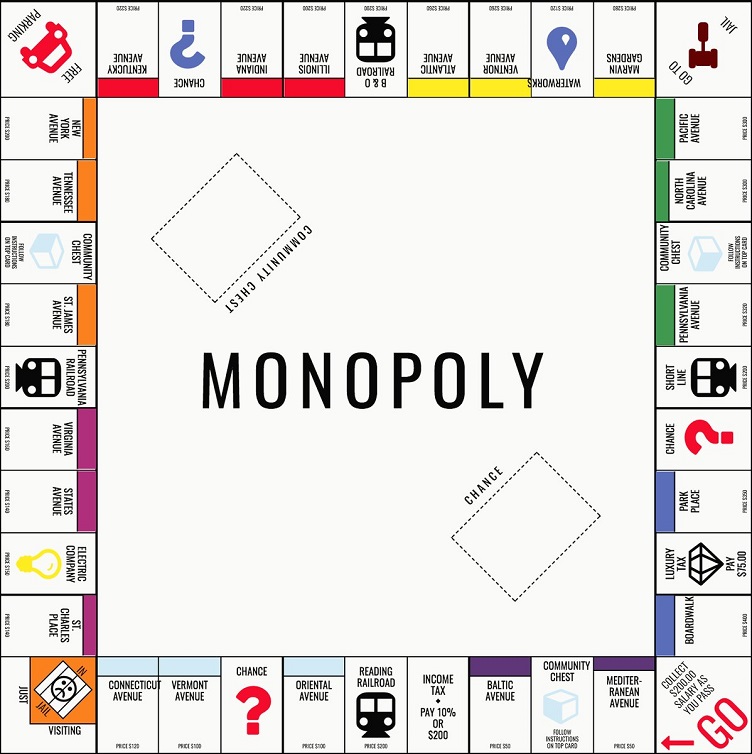 FREE
PARKING
KENTUCKY
AVENUE
PRICE $220
CHANCE
INDIANA
AVENUE
PRICE $220
ILLINOIS
AVENUE
B & O
RAILROAD
PRICE $200
ATLANTIC
AVENUE
PRICE $260
VENTNOR
AVENUE
PRICE $260
WATERWORKS
MARVIN
GARDENS
PRICE $280
GO TO
JAIL
PACIFIC
AVENUE
PRICE $300
NORTH
CAROLINA
AVENUE
PRICE $300
COMMUNITY
CHEST
FOLLOW
INSTRUCTIONS
ON TOP CARD
PENNSYLVANIA
AVENUE
PRICE $320
SHORT
LINE
PRICE $200
CHANCE
PARK
PLACE
PRICE $350
LUXURY
TAX
PAY
$75.00
BOARDWALK
PRICE $400
COLLECT
$200.00
SALARY AS
YOU PASS
GO
MEDITER-
RANEAN
AVENUE
PRICE $50
COMMUNITY
CHEST
FOLLOW
INSTRUCTIONS
ON TOP CARD
BALTIC
AVENUE
PRICE $50
INCOME
TAX
PAY 10%
OR
$200
READING
RAILROAD
PRICE $200
ORIENTAL
AVENUE
PRICE $100
CHANCE
VERMONT
AVENUE
PRICE $100
CONNECTICUT
AVENUE
PRICE $120
IN
JAIL
JUST
VISITING
ST.
CHARLES
PLACE
PRICE $140
ELECTRIC
COMPANY
PRICE $150
STATES
AVENUE
PRICE $140
VIRGINIA
AVENUE
PRICE $160
PENNSYLVANIA
RAILROAD
PRICE $200
ST. JAMES
AVENUE
PRICE $180
COMMUNITY
CHEST
FOLLOW
INSTRUCTIONS
ON TOP CARD
TENNESSEE
AVENUE
PRICE $180
NEW
YORK
AVENUE
PRICE $200
COMMUNITY CHEST
MONOPOLY
CHANCE